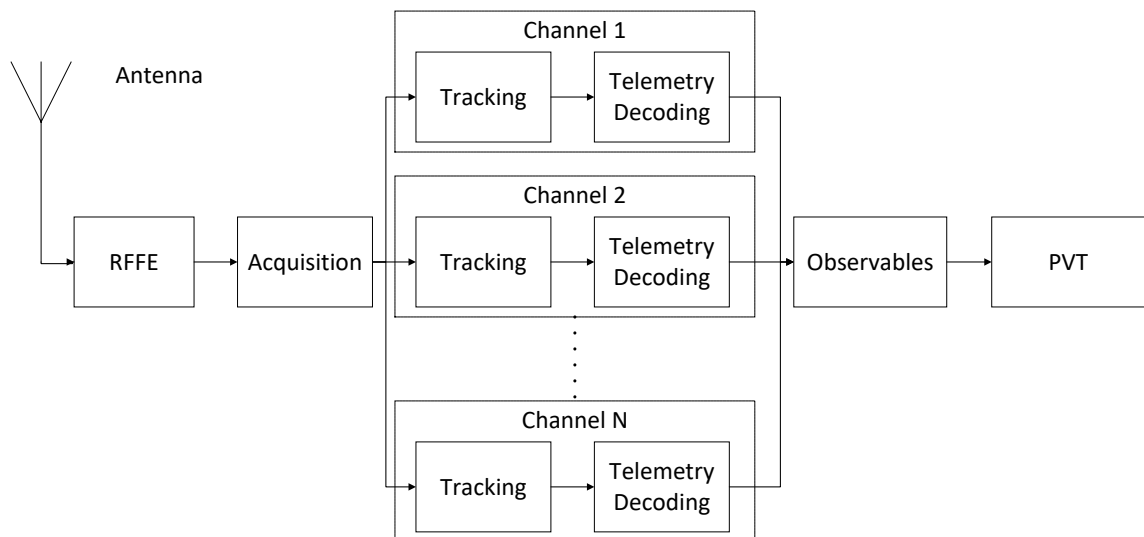 Channel 1
Antenna
Tracking
Telemetry
Decoding
Channel 2
RFFE
Acquisition
Tracking
Telemetry
Decoding
Observables
PVT
Channel N
Tracking
Telemetry
Decoding